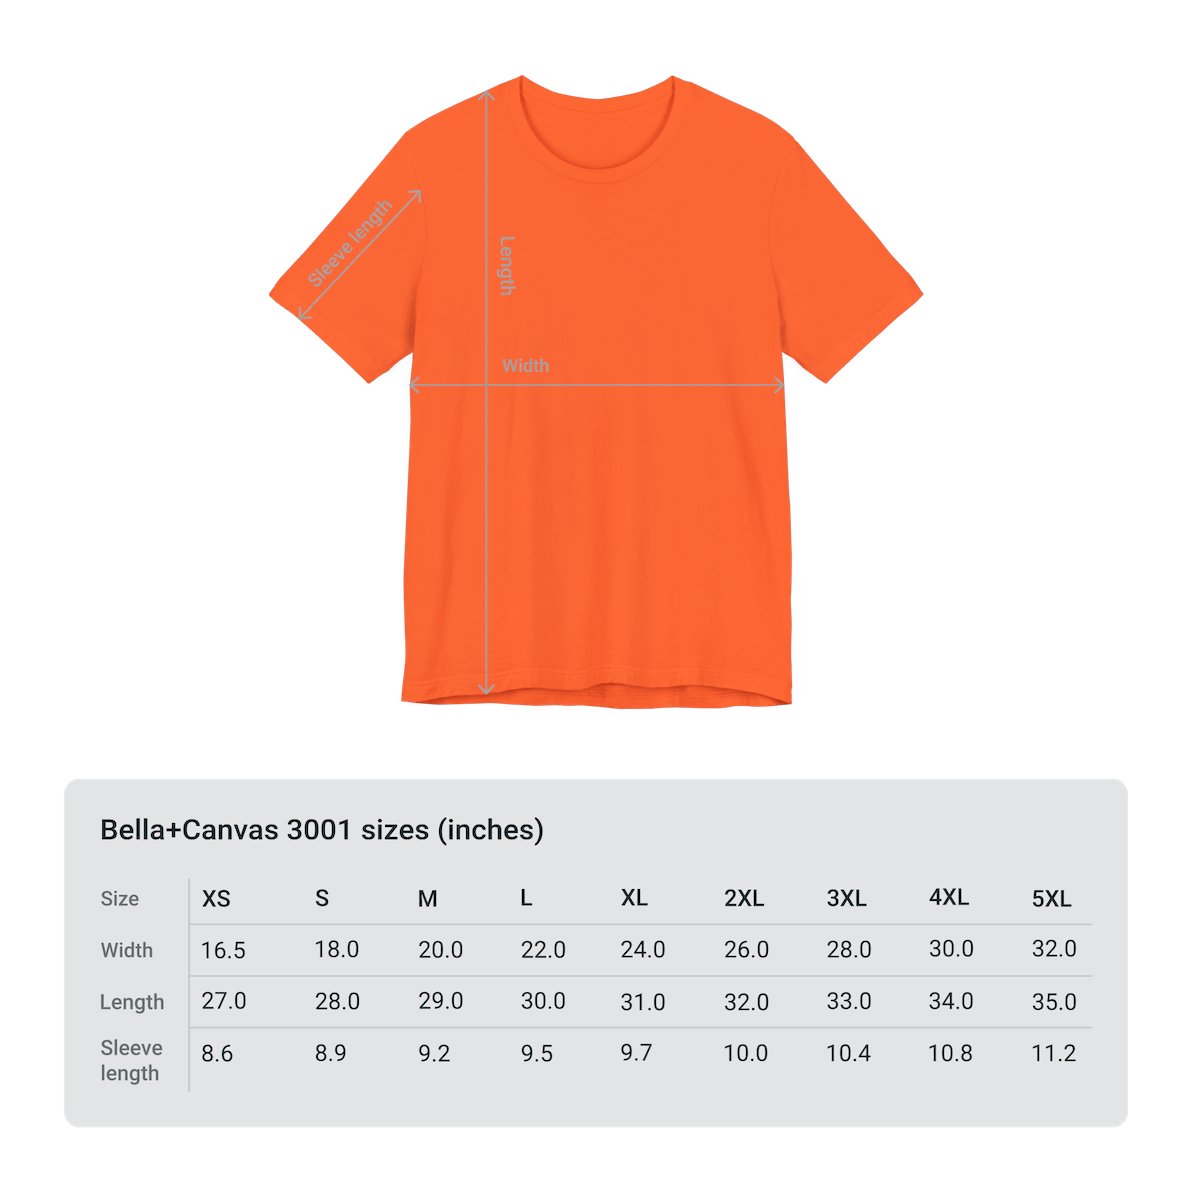 Sleeve length
Length
Width
Bella+Canvas 3001 sizes (inches)
Size XS S M L XL 2XL 3XL 4XL 5XL
Width 16.5 18.0 20.0 22.0 24.0 26.0 28.0 30.0 32.0
Length 27.0 28.0 29.0 30.0 31.0 32.0 33.0 34.0 35.0
Sleeve length 8.6 8.9 9.2 9.5 9.7 10.0 10.4 10.8 11.2